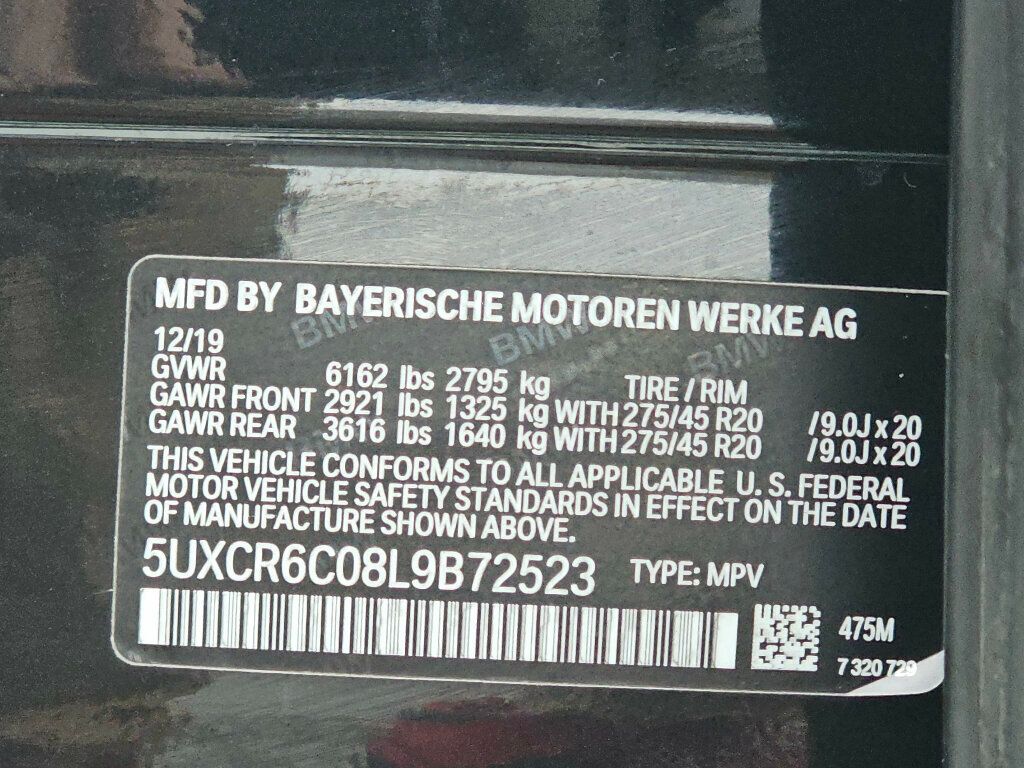 MFD BY BAYERISCHE MOTOREN WERKE AG
12/19
GVWR 6162 lbs 2795 kg TIRE / RIM
GAWR FRONT 2921 lbs 1325 kg WITH 275/45 R20 /9.0J x 20
GAWR REAR 3616 lbs 1640 kg WITH 275/45 R20 /9.0J x 20
THIS VEHICLE CONFORMS TO ALL APPLICABLE U. S. FEDERAL
MOTOR VEHICLE SAFETY STANDARDS IN EFFECT ON THE DATE
OF MANUFACTURE SHOWN ABOVE.
5UXCR6C08L9B72523 TYPE: MPV
475M
7 320 729
BMW BMW BMW